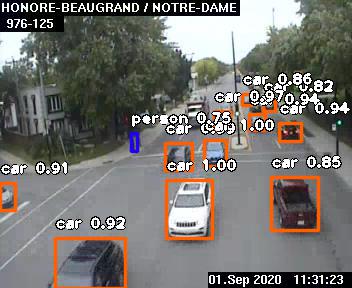 HONORE-BEAUGRAND / NOTRE-DAME
976-125
car 0.86
car 0.82
car 0.97
0.94
car 0.94
person 0.75
car
1.00
car 0.91
car 1.00
car 0.85
car 0.92
01.Sep 2020
11:31:23